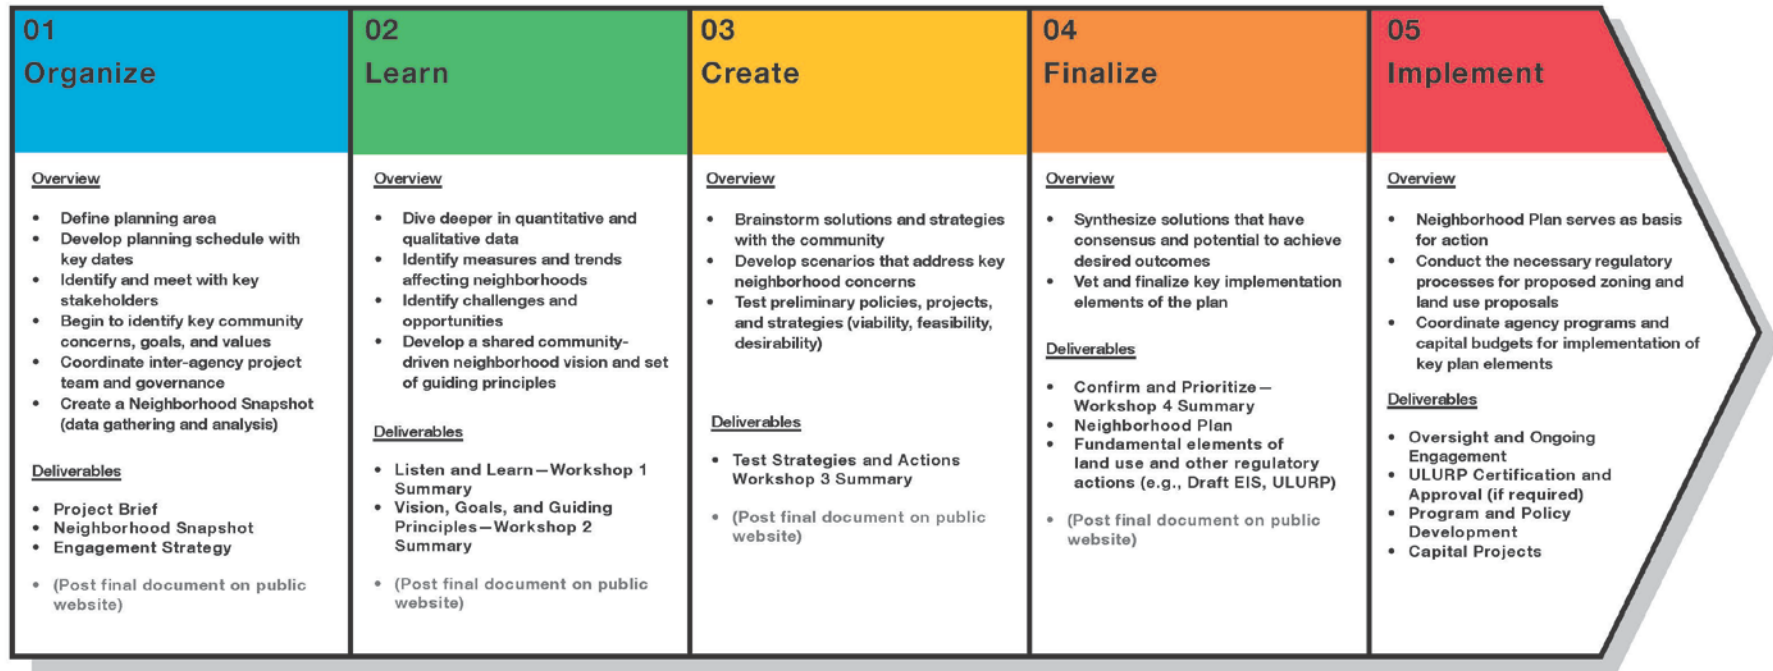 01
Organize
Overview
• Define planning area
• Develop planning schedule with
key dates
• Identify and meet with key
stakeholders
• Begin to identify key community
concerns, goals, and values
• Coordinate inter-agency project
team and governance
• Create a Neighborhood Snapshot
(data gathering and analysis)
Deliverables
• Project Brief
• Neighborhood Snapshot
• Engagement Strategy
• (Post final document on public
website)
02
Learn
Overview
• Dive deeper in quantitative and
qualitative data
• Identify measures and trends
affecting neighborhoods
• Identify challenges and
opportunities
• Develop a shared community-
driven neighborhood vision and set
of guiding principles
Deliverables
• Listen and Learn—Workshop 1
Summary
• Vision, Goals, and Guiding
Principles—Workshop 2
Summary
• (Post final document on public
website)
03
Create
Overview
• Brainstorm solutions and strategies
with the community
• Develop scenarios that address key
neighborhood concerns
• Test preliminary policies, projects,
and strategies (viability, feasibility,
desirability)
Deliverables
• Test Strategies and Actions
Workshop 3 Summary
• (Post final document on public
website)
04
Finalize
Overview
• Synthesize solutions that have
consensus and potential to achieve
desired outcomes
• Vet and finalize key implementation
elements of the plan
Deliverables
• Confirm and Prioritize—
Workshop 4 Summary
• Neighborhood Plan
• Fundamental elements of
land use and other regulatory
actions (e.g., Draft EIS, ULURP)
• (Post final document on public
website)
05
Implement
Overview
• Neighborhood Plan serves as basis
for action
• Conduct the necessary regulatory
processes for proposed zoning and
land use proposals
• Coordinate agency programs and
capital budgets for implementation of
key plan elements
Deliverables
• Oversight and Ongoing
Engagement
• ULURP Certification and
Approval (if required)
• Program and Policy
Development
• Capital Projects